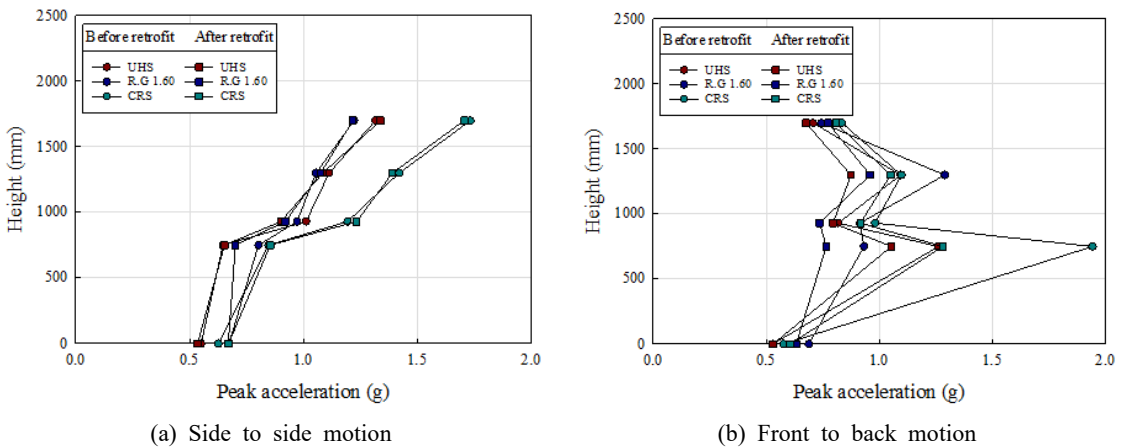 2500
2000
1500
1000
500
0
Height (mm)
Before retrofit After retrofit
UHS UHS
R.G 1.60 R.G 1.60
CRS CRS
0.0 0.5 1.0 1.5 2.0
Peak acceleration (g)
(a) Side to side motion
2500
2000
1500
1000
500
0
Height (mm)
Before retrofit After retrofit
UHS UHS
R.G 1.60 R.G 1.60
CRS CRS
0.0 0.5 1.0 1.5 2.0
Peak acceleration (g)
(b) Front to back motion